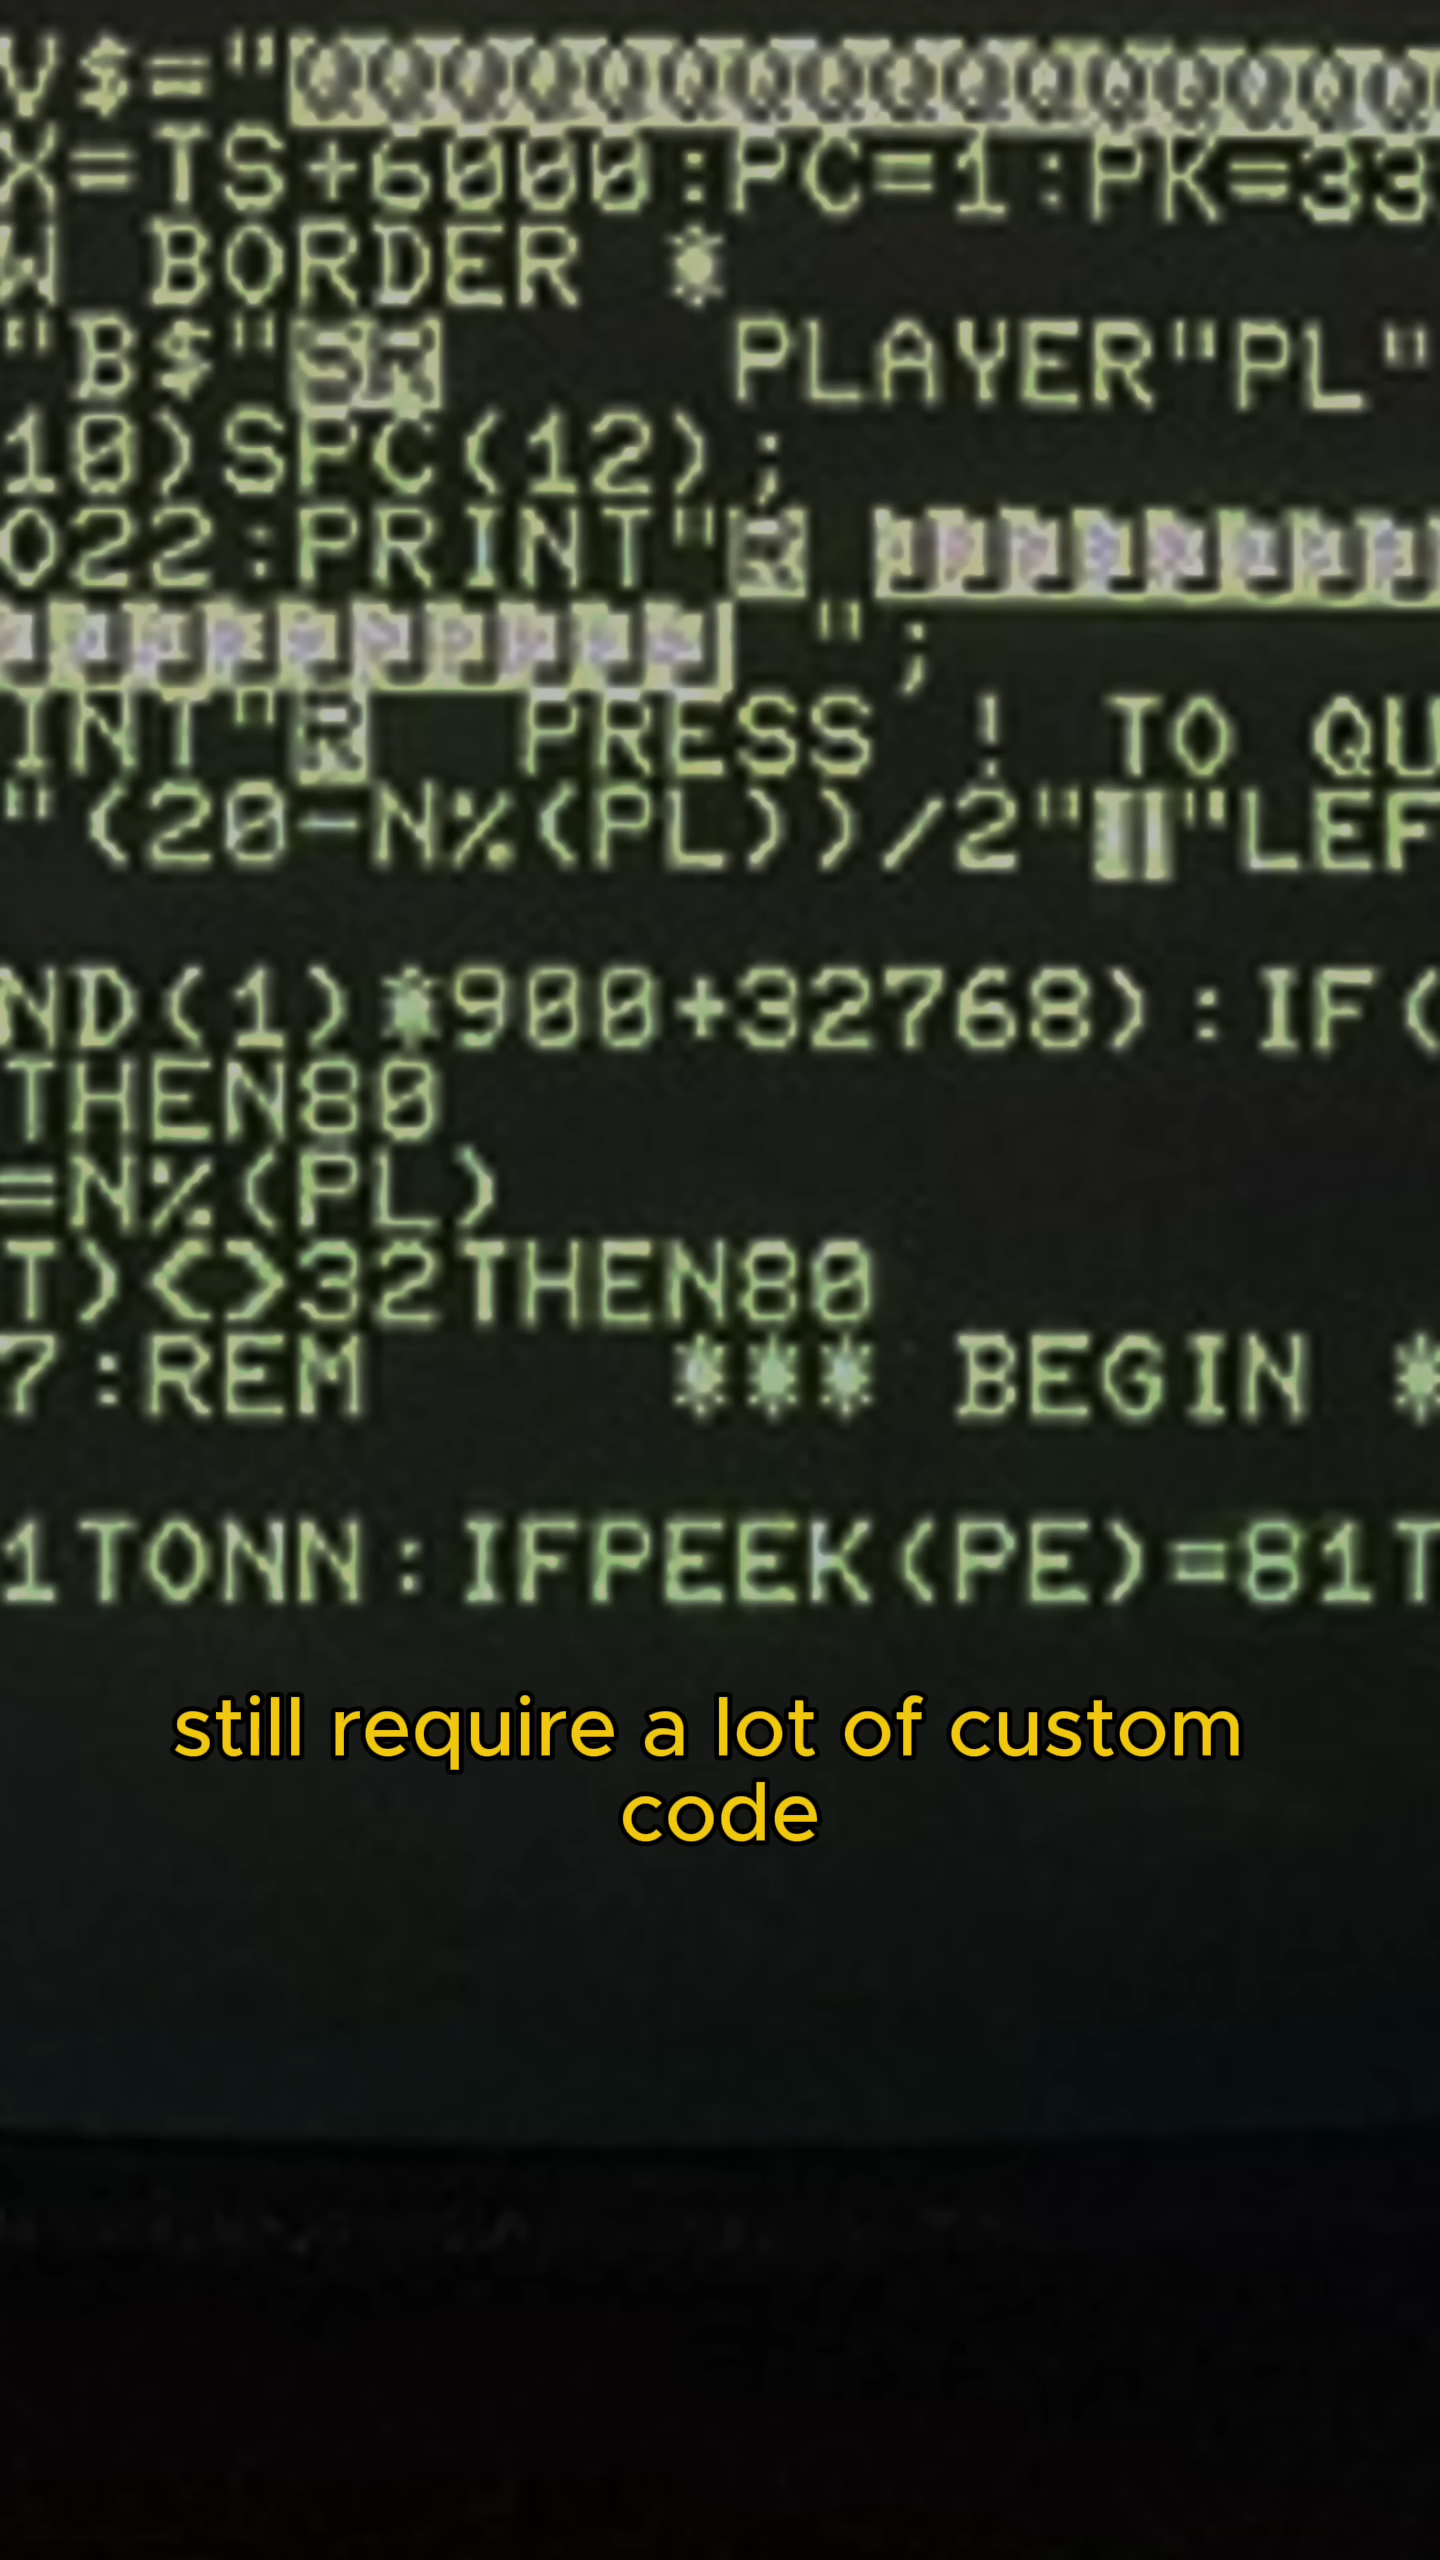 V$="
X=TS+6000:PC=1:PK=33
W BORDER *
"B$"SR PLAYER"PL"
10)SPC(12);
022:PRINT"R
";
INT"R PRESS ! TO QU
"(20-N%(PL))/2" "LEF
ND(1)*900+32768):IF(
THEN80
=N%(PL)
T)<>32THEN80
7:REM *** BEGIN *
1TONN:IFPEEK(PE)=81T
still require a lot of custom
code